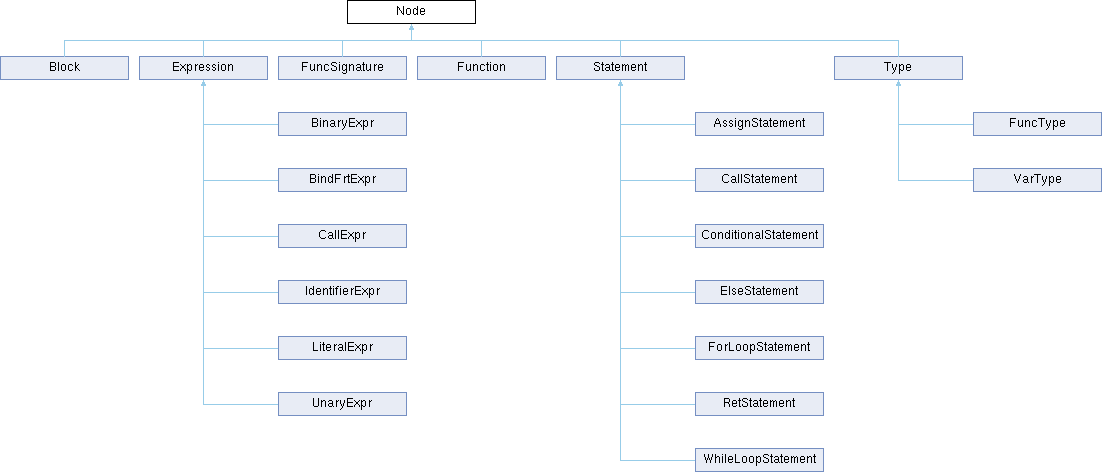 Node
Block
Expression
FuncSignature
Function
Statement
Type
BinaryExpr
AssignStatement
FuncType
BindFrtExpr
CallStatement
VarType
CallExpr
ConditionalStatement
IdentifierExpr
ElseStatement
LiteralExpr
ForLoopStatement
UnaryExpr
RetStatement
WhileLoopStatement